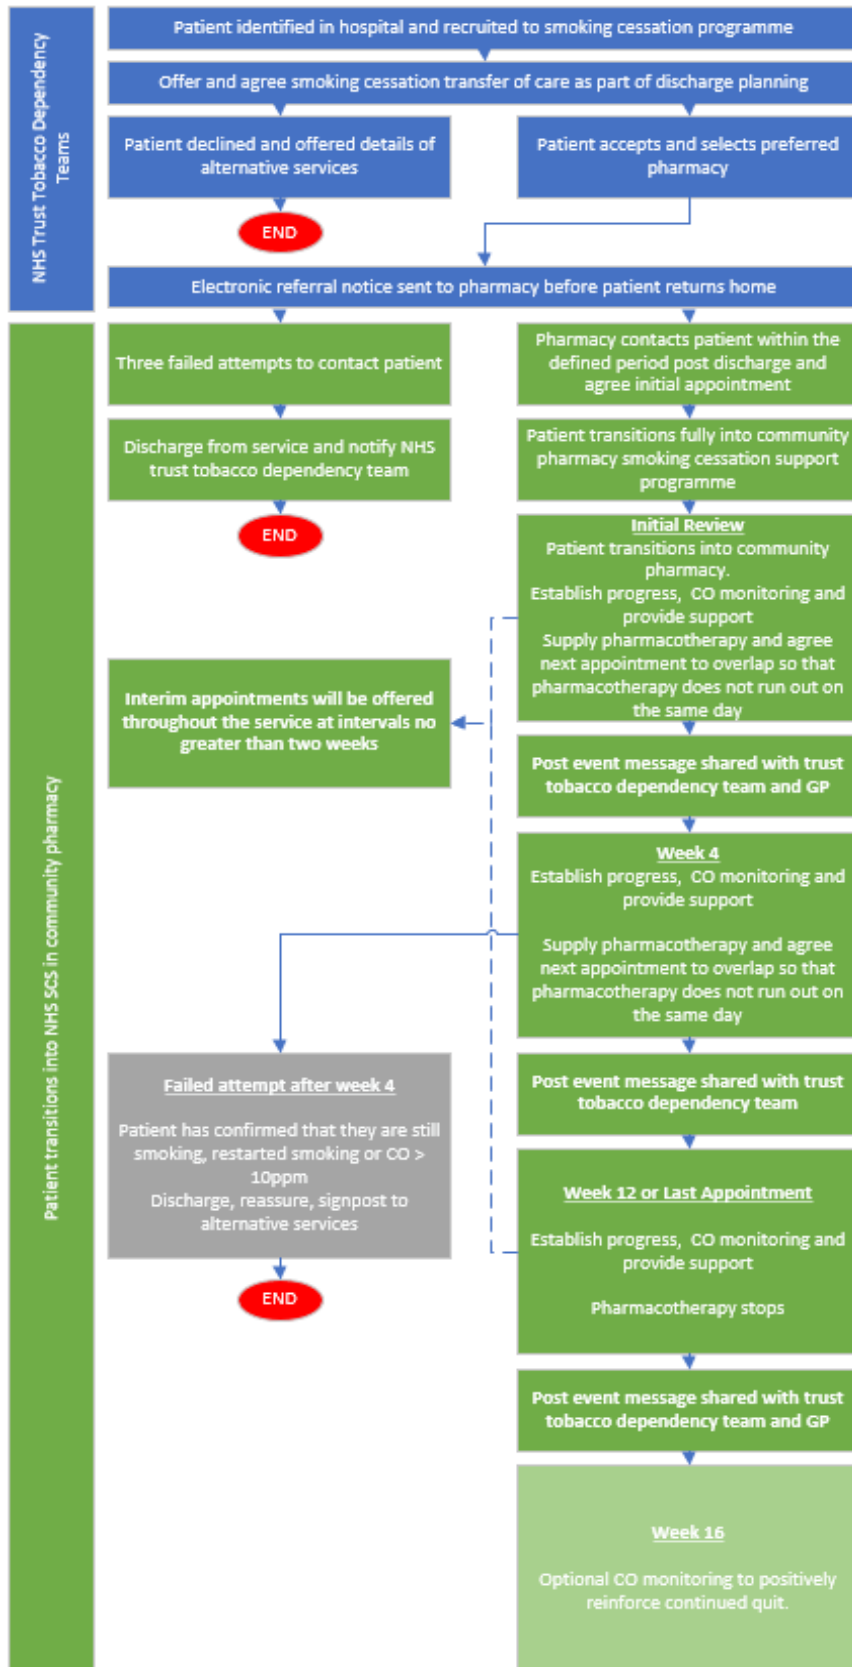 NHS Trust Tobacco Dependency
Teams
Patient identified in hospital and recruited to smoking cessation programme
Offer and agree smoking cessation transfer of care as part of discharge planning
Patient declined and offered details of
alternative services
Patient accepts and selects preferred
pharmacy
END
Electronic referral notice sent to pharmacy before patient returns home
Patient transitions into NHS SCS in community pharmacy
Three failed attempts to contact patient
Pharmacy contacts patient within the
defined period post discharge and
agree initial appointment
Discharge from service and notify NHS
trust tobacco dependency team
Patient transitions fully into community
pharmacy smoking cessation support
programme
END
Initial Review
Patient transitions into community
pharmacy.
Establish progress, CO monitoring and
provide support
Supply pharmacotherapy and agree
next appointment to overlap so that
pharmacotherapy does not run out on
the same day
Interim appointments will be offered
throughout the service at intervals no
greater than two weeks
Post event message shared with trust
tobacco dependency team and GP
Week 4
Establish progress, CO monitoring and
provide support
Supply pharmacotherapy and agree
next appointment to overlap so that
pharmacotherapy does not run out on
the same day
Failed attempt after week 4
Patient has confirmed that they are still
smoking, restarted smoking or CO >
10ppm
Discharge, reassure, signpost to
alternative services
END
Post event message shared with trust
tobacco dependency team
Week 12 or Last Appointment
Establish progress, CO monitoring and
provide support
Pharmacotherapy stops
Post event message shared with trust
tobacco dependency team and GP
Week 16
Optional CO monitoring to positively
reinforce continued quit.